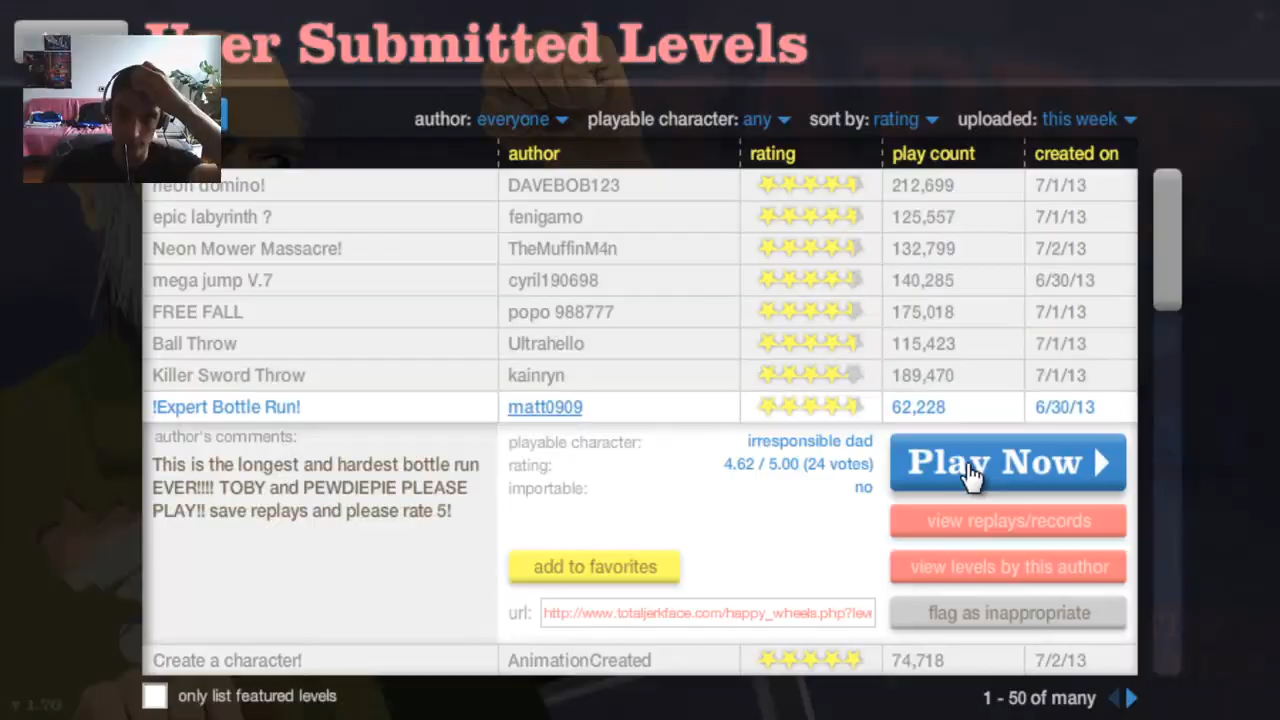 User Submitted Levels
author: everyone playable character: any sort by: rating uploaded: this week
author rating play count created on
neon domino! DAVEBOB123 212,699 7/1/13
epic labyrinth ? fenigamo 125,557 7/1/13
Neon Mower Massacre! TheMuffinM4n 132,799 7/2/13
mega jump V.7 cyril190698 140,285 6/30/13
FREE FALL popo 988777 175,018 7/1/13
Ball Throw Ultrahello 115,423 7/1/13
Killer Sword Throw kainryn 189,470 7/1/13
!Expert Bottle Run! matt0909 62,228 6/30/13
author's comments:
This is the longest and hardest bottle run
EVER!!!! TOBY and PEWDIEPIE PLEASE
PLAY!! save replays and please rate 5!
playable character: irresponsible dad
rating: 4.62 / 5.00 (24 votes)
importable: no
add to favorites
url: http://www.totaljerkface.com/happy_wheels.php?lev
Play Now
view replays/records
view levels by this author
flag as inappropriate
Create a character! AnimationCreated 74,718 7/2/13
only list featured levels
1 - 50 of many
v 1.70